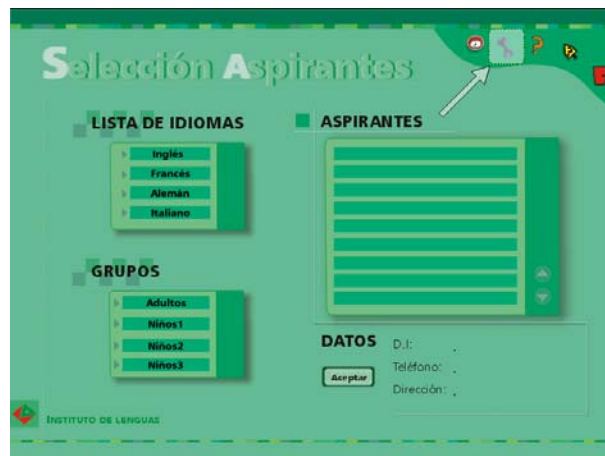 Selección Aspirantes
LISTA DE IDIOMAS
Inglés
Francés
Alemán
Italiano
GRUPOS
Adultos
Niños1
Niños2
Niños3
ASPIRANTES
DATOS
D.I:
Teléfono:
Dirección:
Aceptar
INSTITUTO DE LENGUAS